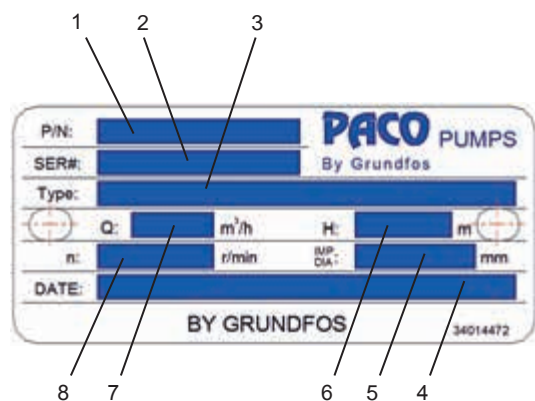 1 2 3
P/N: PACO PUMPS
SER#: By Grundfos
Type:
Q: m³/h H: m
n: r/min IMP. DIA.: mm
DATE:
BY GRUNDFOS 34014472
8 7 6 5 4